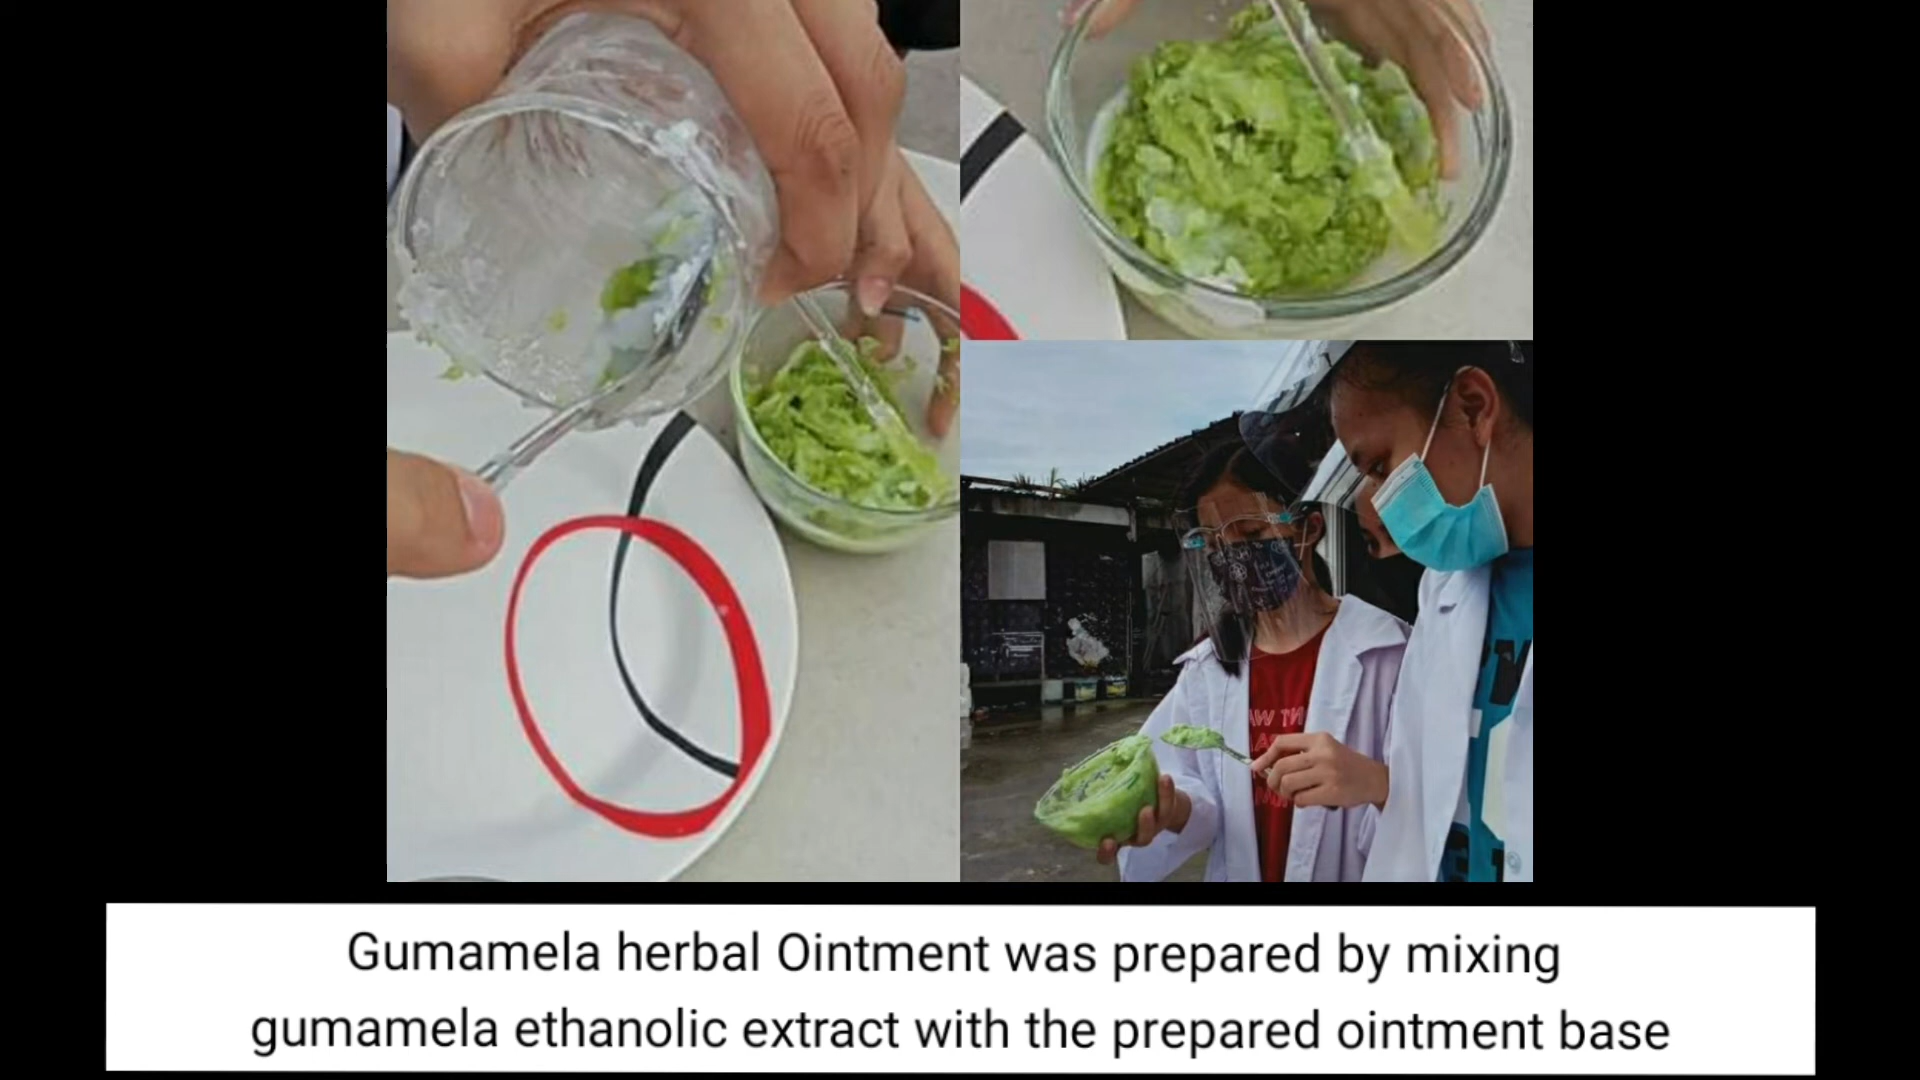 Gumamela herbal Ointment was prepared by mixing
gumamela ethanolic extract with the prepared ointment base